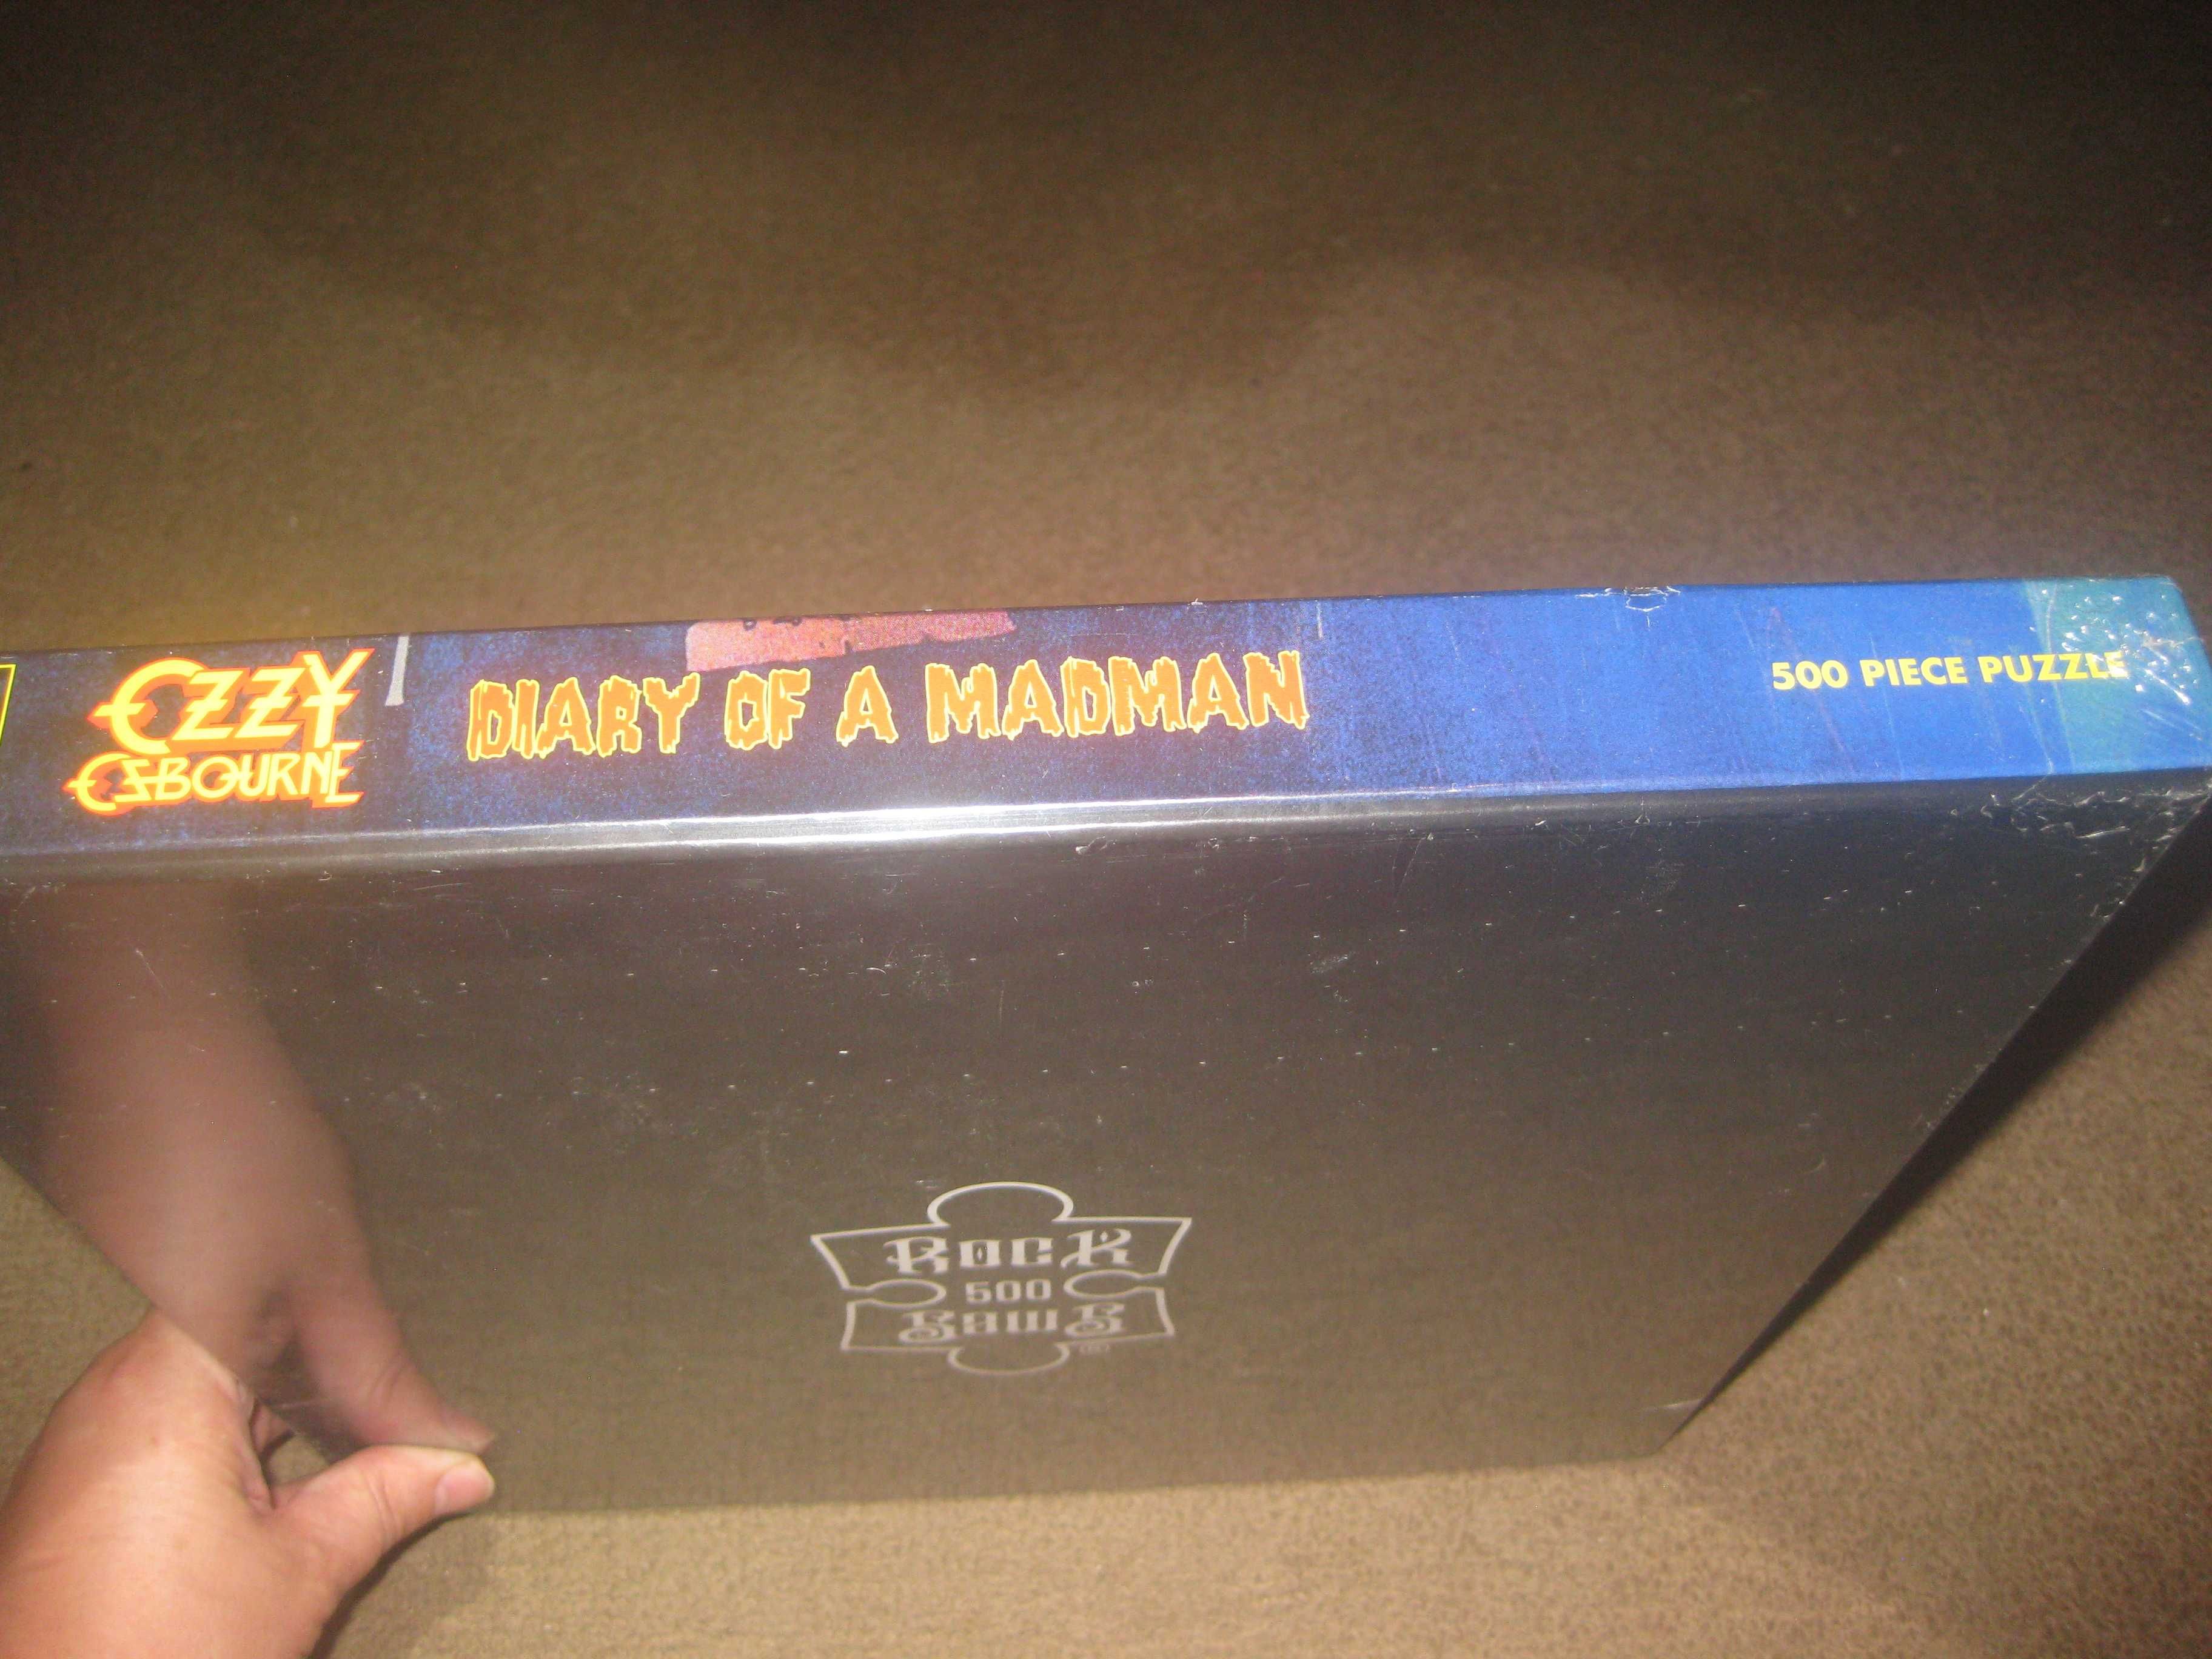 OZZY
OSBOURNE
DIARY OF A MADMAN
500 PIECE PUZZLE
ROCK
500
SAWS
®